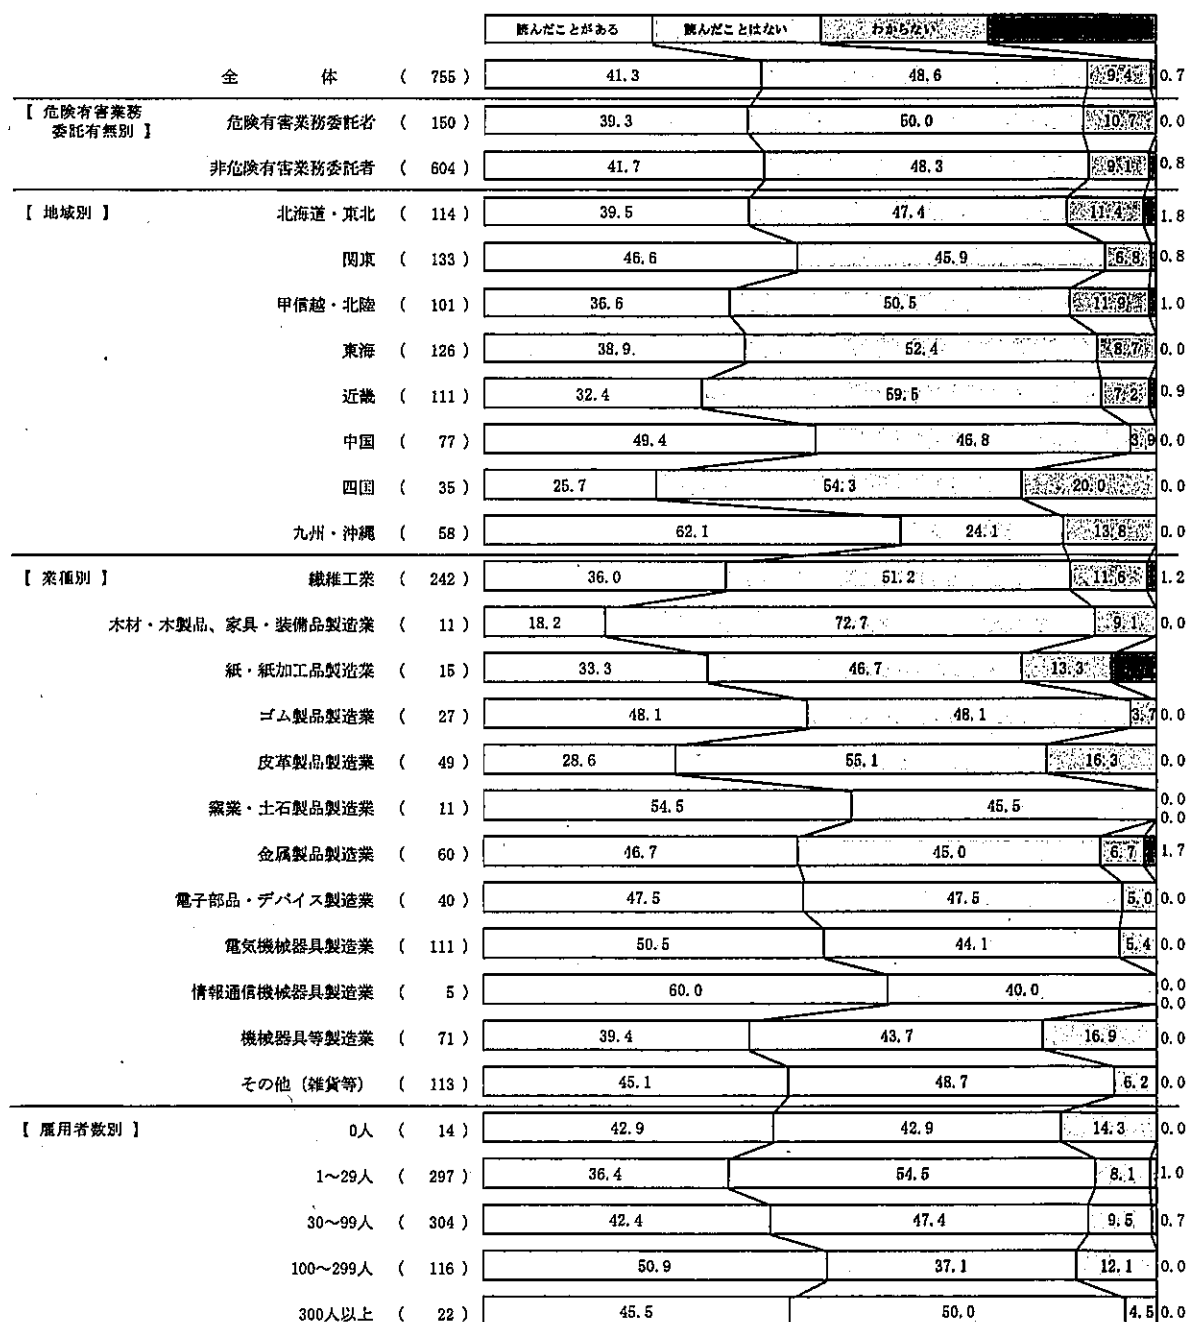 読んだことがある 読んだことはない わからない
全 体 ( 755 ) 41.3 48.6 9.4 0.7
【 危険有害業務
委託有無別 】
危険有害業務委託者 ( 150 ) 39.3 50.0 10.7 0.0
非危険有害業務委託者 ( 604 ) 41.7 48.3 9.1 0.8
【 地域別 】 北海道・東北 ( 114 ) 39.5 47.4 11.4 1.8
関東 ( 133 ) 46.6 45.9 6.8 0.8
甲信越・北陸 ( 101 ) 36.6 50.5 11.9 1.0
東海 ( 126 ) 38.9 52.4 8.7 0.0
近畿 ( 111 ) 32.4 59.5 7.2 0.9
中国 ( 77 ) 49.4 46.8 3.9 0.0
四国 ( 35 ) 25.7 54.3 20.0 0.0
九州・沖縄 ( 58 ) 62.1 24.1 13.8 0.0
【 業種別 】 繊維工業 ( 242 ) 36.0 51.2 11.6 1.2
木材・木製品、家具・装備品製造業 ( 11 ) 18.2 72.7 9.1 0.0
紙・紙加工品製造業 ( 15 ) 33.3 46.7 13.3
ゴム製品製造業 ( 27 ) 48.1 48.1 3.7 0.0
皮革製品製造業 ( 49 ) 28.6 55.1 16.3 0.0
窯業・土石製品製造業 ( 11 ) 54.5 45.5 0.0 0.0
金属製品製造業 ( 60 ) 46.7 45.0 6.7 1.7
電子部品・デバイス製造業 ( 40 ) 47.5 47.5 5.0 0.0
電気機械器具製造業 ( 111 ) 50.5 44.1 5.4 0.0
情報通信機械器具製造業 ( 5 ) 60.0 40.0 0.0 0.0
機械器具等製造業 ( 71 ) 39.4 43.7 16.9 0.0
その他（雑貨等） ( 113 ) 45.1 48.7 6.2 0.0
【 雇用者数別 】 0人 ( 14 ) 42.9 42.9 14.3 0.0
1～29人 ( 297 ) 36.4 54.5 8.1 1.0
30～99人 ( 304 ) 42.4 47.4 9.5 0.7
100～299人 ( 116 ) 50.9 37.1 12.1 0.0
300人以上 ( 22 ) 45.5 50.0 4.5 0.0